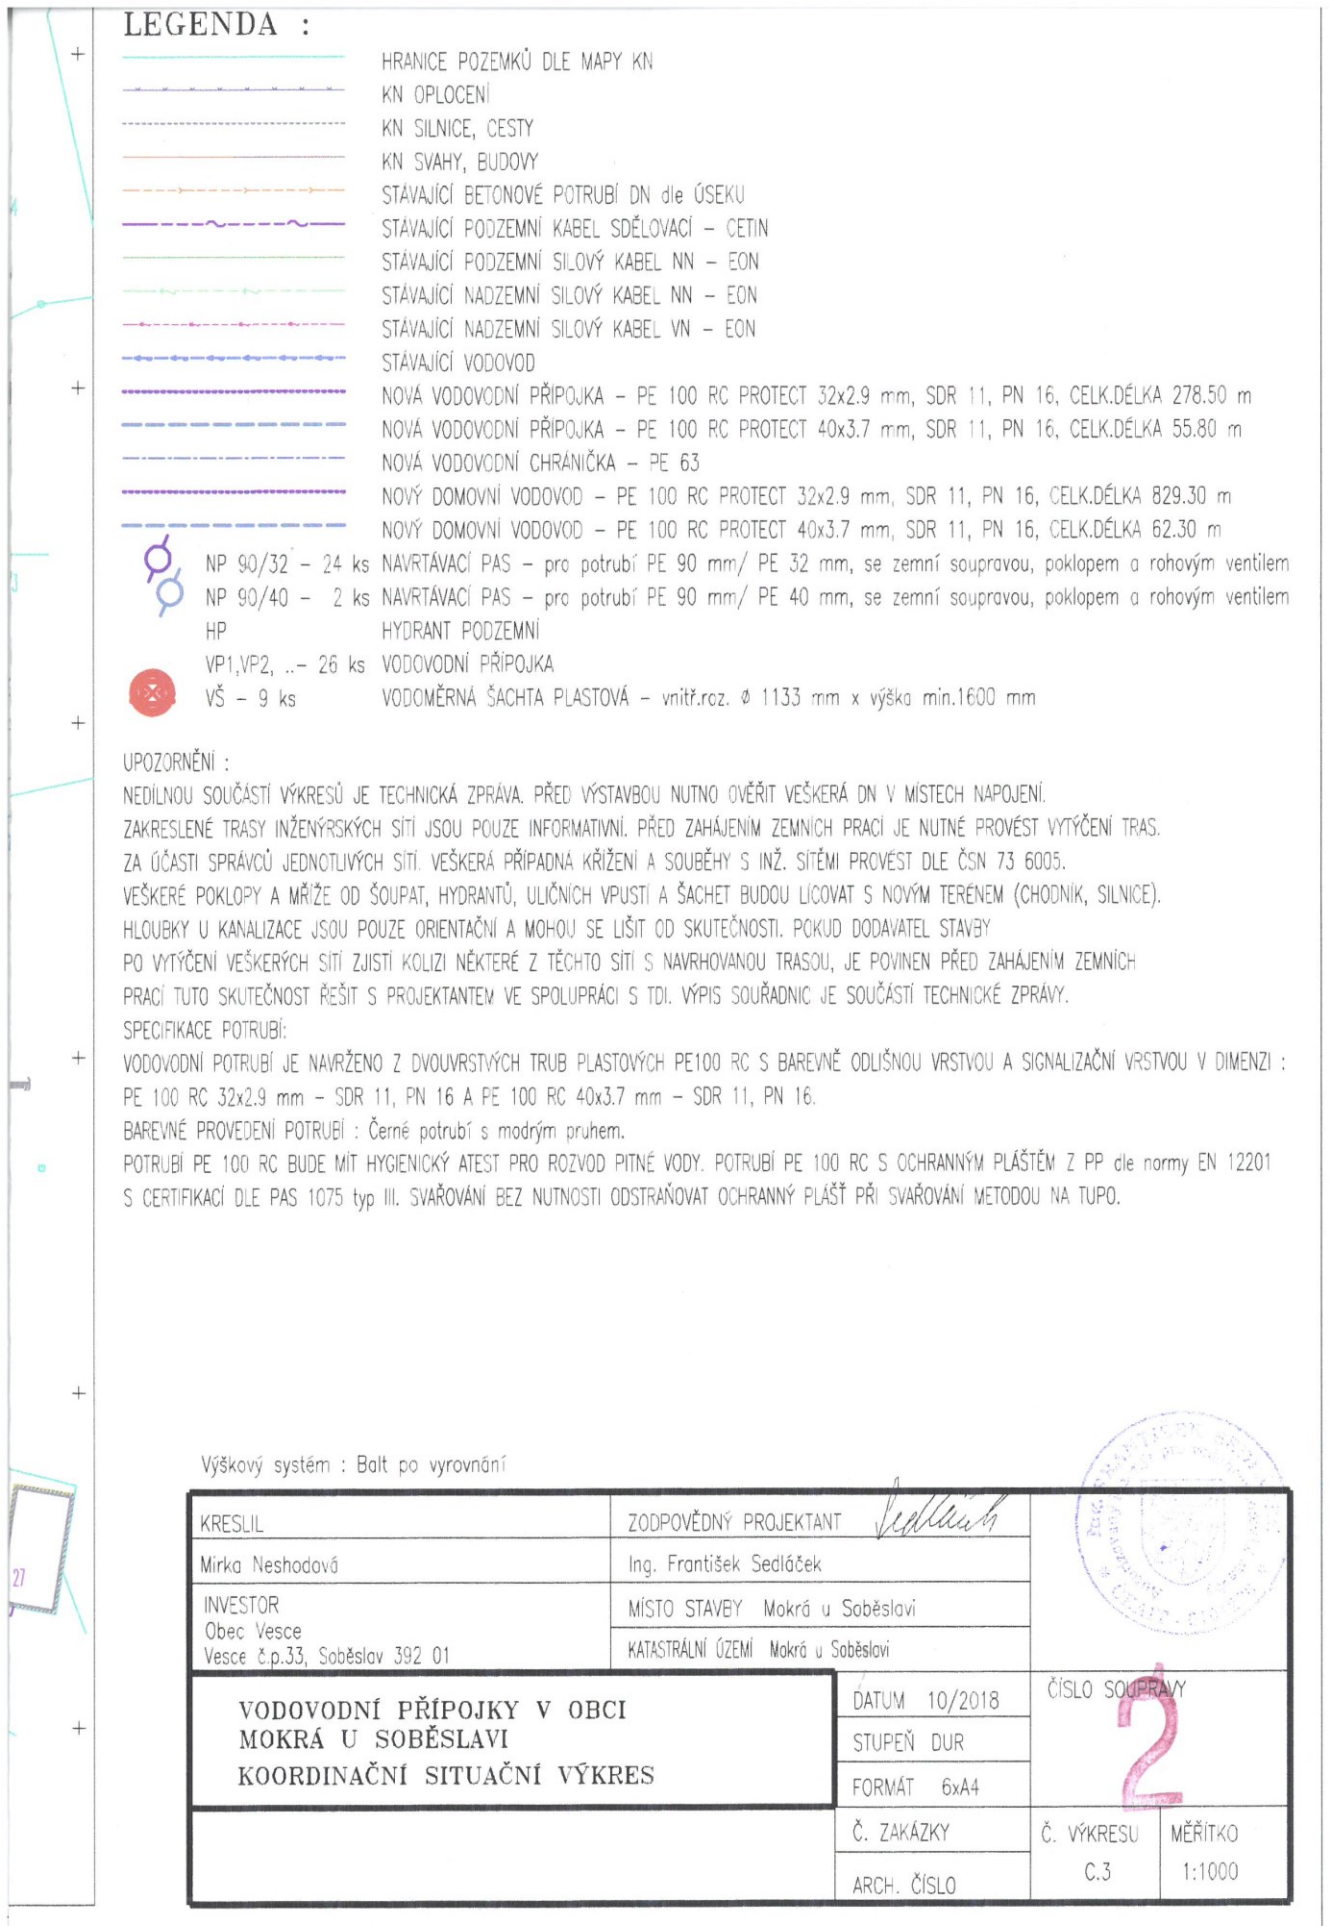 LEGENDA :
HRANICE POZEMKŮ DLE MAPY KN
KN OPLOCENÍ
KN SILNICE, CESTY
KN SVAHY, BUDOVY
STÁVAJÍCÍ BETONOVÉ POTRUBÍ DN dle ÚSEKU
STÁVAJÍCÍ PODZEMNÍ KABEL SDĚLOVACÍ – CETIN
STÁVAJÍCÍ PODZEMNÍ SILOVÝ KABEL NN – EON
STÁVAJÍCÍ NADZEMNÍ SILOVÝ KABEL NN – EON
STÁVAJÍCÍ NADZEMNÍ SILOVÝ KABEL VN – EON
STÁVAJÍCÍ VODOVOD
NOVÁ VODOVODNÍ PŘÍPOJKA – PE 100 RC PROTECT 32x2.9 mm, SDR 11, PN 16, CELK.DÉLKA 278.50 m
NOVÁ VODOVODNÍ PŘÍPOJKA – PE 100 RC PROTECT 40x3.7 mm, SDR 11, PN 16, CELK.DÉLKA 55.80 m
NOVÁ VODOVODNÍ CHRÁNIČKA – PE 63
NOVÝ DOMOVNÍ VODOVOD – PE 100 RC PROTECT 32x2.9 mm, SDR 11, PN 16, CELK.DÉLKA 829.30 m
NOVÝ DOMOVNÍ VODOVOD – PE 100 RC PROTECT 40x3.7 mm, SDR 11, PN 16, CELK.DÉLKA 62.30 m
NP 90/32 – 24 ks NAVRTÁVACÍ PAS – pro potrubí PE 90 mm/ PE 32 mm, se zemní soupravou, poklopem a rohovým ventilem
NP 90/40 – 2 ks NAVRTÁVACÍ PAS – pro potrubí PE 90 mm/ PE 40 mm, se zemní soupravou, poklopem a rohovým ventilem
HP HYDRANT PODZEMNÍ
VP1,VP2, ..– 26 ks VODOVODNÍ PŘÍPOJKA
VŠ – 9 ks VODOMĚRNÁ ŠACHTA PLASTOVÁ – vnitř.roz. ø 1133 mm x výška min.1600 mm
UPOZORNĚNÍ :
NEDÍLNOU SOUČÁSTÍ VÝKRESŮ JE TECHNICKÁ ZPRÁVA. PŘED VÝSTAVBOU NUTNO OVĚŘIT VEŠKERÁ DN V MÍSTECH NAPOJENÍ.
ZAKRESLENÉ TRASY INŽENÝRSKÝCH SÍTÍ JSOU POUZE INFORMATIVNÍ. PŘED ZAHÁJENÍM ZEMNÍCH PRACÍ JE NUTNÉ PROVÉST VYTÝČENÍ TRAS.
ZA ÚČASTI SPRÁVCŮ JEDNOTLIVÝCH SÍTÍ. VEŠKERÁ PŘÍPADNÁ KŘÍŽENÍ A SOUBĚHY S INŽ. SÍTĚMI PROVÉST DLE ČSN 73 6005.
VEŠKERÉ POKLOPY A MŘÍŽE OD ŠOUPAT, HYDRANTŮ, ULIČNÍCH VPUSTÍ A ŠACHET BUDOU LÍCOVAT S NOVÝM TERÉNEM (CHODNÍK, SILNICE).
HLOUBKY U KANALIZACE JSOU POUZE ORIENTAČNÍ A MOHOU SE LIŠIT OD SKUTEČNOSTI. POKUD DODAVATEL STAVBY
PO VYTÝČENÍ VEŠKERÝCH SÍTÍ ZJISTÍ KOLIZI NĚKTERÉ Z TĚCHTO SÍTÍ S NAVRHOVANOU TRASOU, JE POVINEN PŘED ZAHÁJENÍM ZEMNÍCH
PRACÍ TUTO SKUTEČNOST ŘEŠIT S PROJEKTANTEM VE SPOLUPRÁCI S TDI. VÝPIS SOUŘADNIC JE SOUČÁSTÍ TECHNICKÉ ZPRÁVY.
SPECIFIKACE POTRUBÍ:
VODOVODNÍ POTRUBÍ JE NAVRŽENO Z DVOUVRSTVÝCH TRUB PLASTOVÝCH PE100 RC S BAREVNĚ ODLIŠNOU VRSTVOU A SIGNALIZAČNÍ VRSTVOU V DIMENZI :
PE 100 RC 32x2.9 mm – SDR 11, PN 16 A PE 100 RC 40x3.7 mm – SDR 11, PN 16.
BAREVNÉ PROVEDENÍ POTRUBÍ : Černé potrubí s modrým pruhem.
POTRUBÍ PE 100 RC BUDE MÍT HYGIENICKÝ ATEST PRO ROZVOD PITNÉ VODY. POTRUBÍ PE 100 RC S OCHRANNÝM PLÁŠTĚM Z PP dle normy EN 12201
S CERTIFIKACÍ DLE PAS 1075 typ III. SVAŘOVÁNÍ BEZ NUTNOSTI ODSTRAŇOVAT OCHRANNÝ PLÁŠŤ PŘI SVAŘOVÁNÍ METODOU NA TUPO.
27
Výškový systém : Balt po vyrovnání
KRESLIL
Mirka Neshodová
ZODPOVĚDNÝ PROJEKTANT
Ing. František Sedláček
INVESTOR
Obec Vesce
Vesce č.p.33, Soběslav 392 01
MÍSTO STAVBY Mokrá u Soběslavi
KATASTRÁLNÍ ÚZEMÍ Mokrá u Soběslavi
VODOVODNÍ PŘÍPOJKY V OBCI
MOKRÁ U SOBĚSLAVI
KOORDINAČNÍ SITUAČNÍ VÝKRES
DATUM 10/2018
STUPEŇ DUR
FORMÁT 6xA4
ČÍSLO SOUPRAVY
2
Č. ZAKÁZKY
ARCH. ČÍSLO
Č. VÝKRESU
C.3
MĚŘÍTKO
1:1000